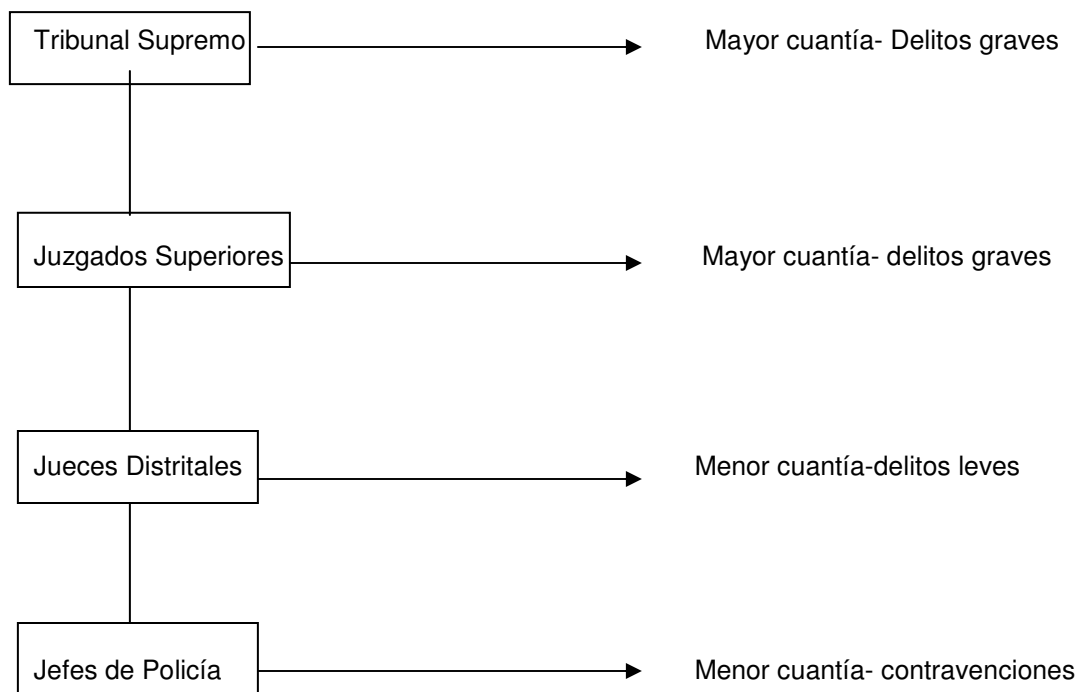 Tribunal Supremo
Mayor cuantía- Delitos graves
Juzgados Superiores
Mayor cuantía- delitos graves
Jueces Distritales
Menor cuantía-delitos leves
Jefes de Policía
Menor cuantía- contravenciones